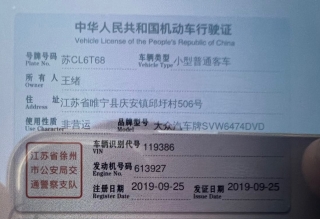 中华人民共和国机动车行驶证
Vehicle License of the People's Republic of China
号牌号码 苏CL6T68 车辆类型 小型普通客车
Plate No. Vehicle Type
所有人 王绪
Owner
住址 江苏省睢宁县庆安镇邱圩村506号
Address
使用性质 非营运 品牌型号 大众汽车牌SVW6474DVD
Use Character Model
江苏省徐州市公安局交通警察支队
车辆识别代号 119386
VIN
发动机号码 613927
Engine No.
注册日期 2019-09-25 发证日期 2019-09-25
Register Date Issue Date